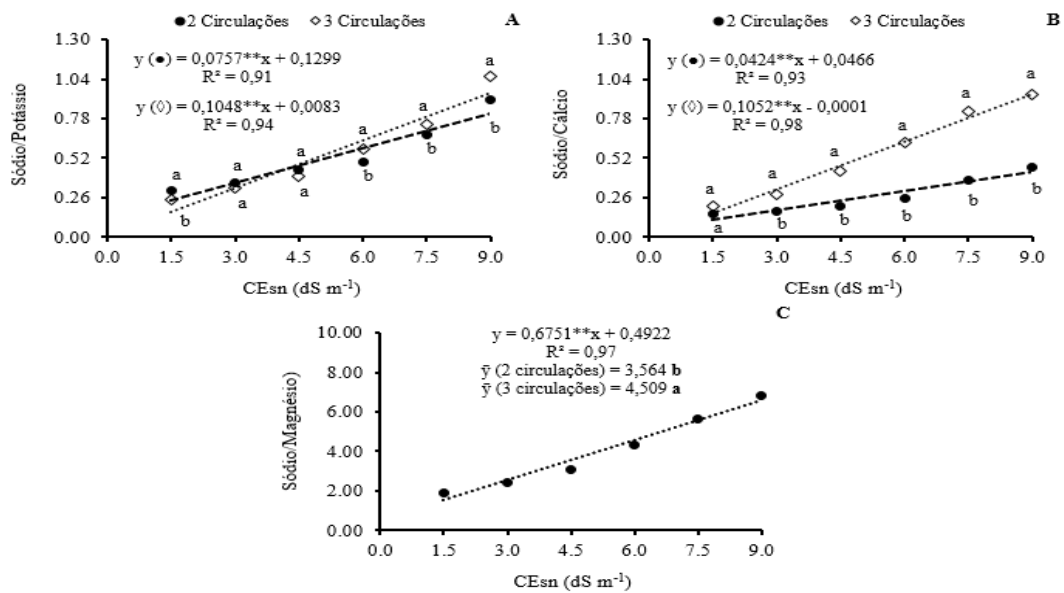 ● 2 Circulações ◇ 3 Circulações
A
1.30
1.04
0.78
0.52
0.26
0.00
Sódio/Potássio
y (●) = 0,0757**x + 0,1299
R² = 0,91
y (◊) = 0,1048**x + 0,0083
R² = 0,94
a
a
a
a
a
a
b
a
a
b
b
b
0.0 1.5 3.0 4.5 6.0 7.5 9.0
CEsn (dS m⁻¹)
● 2 Circulações ◇ 3 Circulações
B
1.30
1.04
0.78
0.52
0.26
0.00
Sódio/Cálcio
y (●) = 0,0424**x + 0,0466
R² = 0,93
y (◊) = 0,1052**x - 0,0001
R² = 0,98
a
a
a
a
a
a
a
b
b
b
b
b
0.0 1.5 3.0 4.5 6.0 7.5 9.0
CEsn (dS m⁻¹)
C
10.00
8.00
6.00
4.00
2.00
0.00
Sódio/Magnésio)
y = 0,6751**x + 0,4922
R² = 0,97
ȳ (2 circulações) = 3,564 b
ȳ (3 circulações) = 4,509 a
0.0 1.5 3.0 4.5 6.0 7.5 9.0
CEsn (dS m⁻¹)